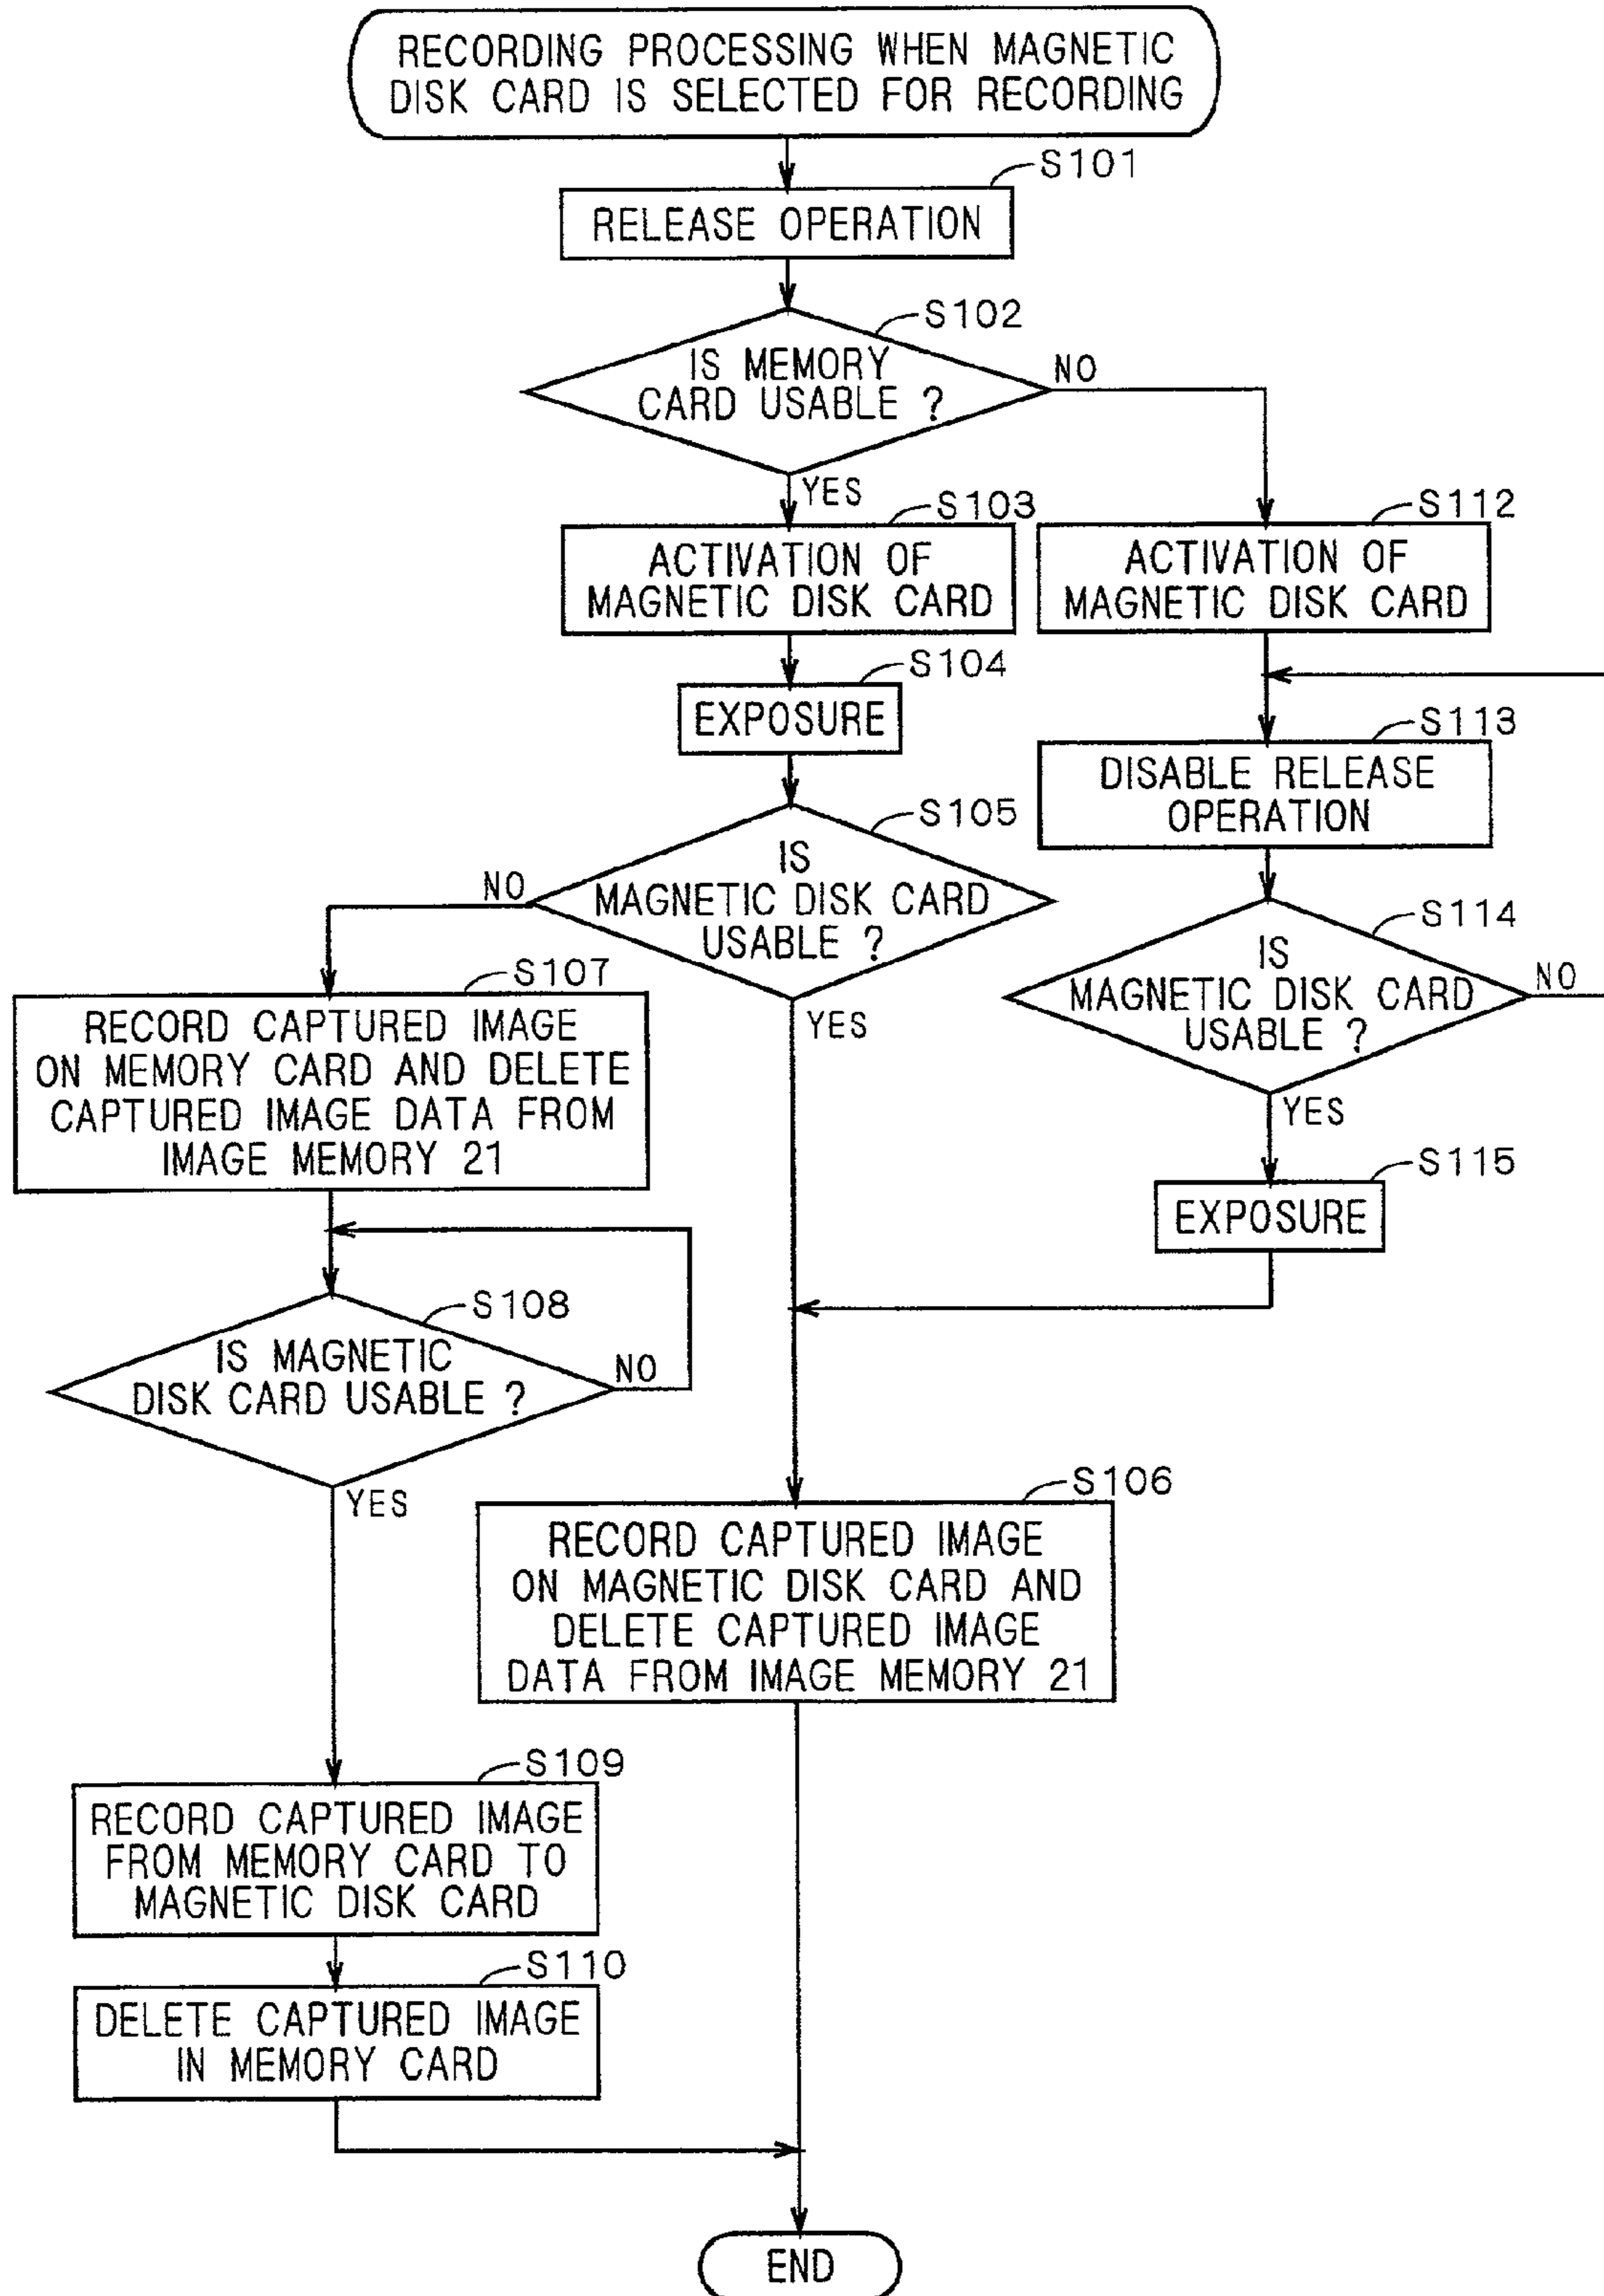 RECORDING PROCESSING WHEN MAGNETIC
DISK CARD IS SELECTED FOR RECORDING
S101
RELEASE OPERATION
S102
IS MEMORY
CARD USABLE ?
NO
YES
S103
ACTIVATION OF
MAGNETIC DISK CARD
S112
ACTIVATION OF
MAGNETIC DISK CARD
S104
EXPOSURE
S113
DISABLE RELEASE
OPERATION
S105
IS
MAGNETIC DISK CARD
USABLE ?
NO
YES
S114
IS
MAGNETIC DISK CARD
USABLE ?
NO
YES
S107
RECORD CAPTURED IMAGE
ON MEMORY CARD AND DELETE
CAPTURED IMAGE DATA FROM
IMAGE MEMORY 21
S115
EXPOSURE
S108
IS MAGNETIC
DISK CARD USABLE ?
NO
YES
S106
RECORD CAPTURED IMAGE
ON MAGNETIC DISK CARD AND
DELETE CAPTURED IMAGE
DATA FROM IMAGE MEMORY 21
S109
RECORD CAPTURED IMAGE
FROM MEMORY CARD TO
MAGNETIC DISK CARD
S110
DELETE CAPTURED IMAGE
IN MEMORY CARD
END